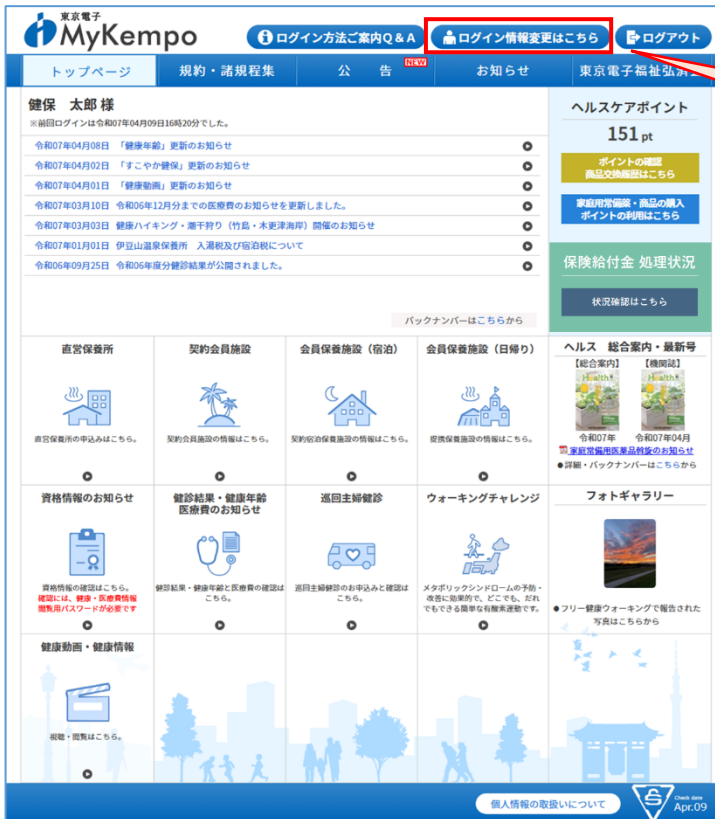 東京電子
MyKempo
ログイン方法ご案内Q&A
ログイン情報変更はこちら
ログアウト
トップページ
規約・諸規程集
公　告
NEW
お知らせ
東京電子福祉弘済
健保　太郎 様
※前回ログインは令和07年04月09日16時20分でした。
令和07年04月08日 「健康年齢」更新のお知らせ
令和07年04月02日 「すこやか健保」更新のお知らせ
令和07年04月01日 「健康動画」更新のお知らせ
令和07年03月10日 令和06年12月分までの医療費のお知らせを更新しました。
令和07年03月03日 健康ハイキング・潮干狩り（竹島・木更津海岸）開催のお知らせ
令和07年01月01日 伊豆山温泉保養所　入湯税及び宿泊税について
令和06年09月25日 令和06年度分健診結果が公開されました。
バックナンバーはこちらから
ヘルスケアポイント
151 pt
ポイントの確認
商品交換履歴はこちら
家庭用常備薬・商品の購入
ポイントの利用はこちら
保険給付金 処理状況
状況確認はこちら
直営保養所
直営保養所の申込みはこちら。
契約会員施設
契約会員施設の情報はこちら。
会員保養施設（宿泊）
契約宿泊保養施設の情報はこちら。
会員保養施設（日帰り）
提携保養施設の情報はこちら。
ヘルス　総合案内・最新号
【総合案内】
【機関誌】
Health
Health
令和07年
令和07年04月
家庭常備用医薬品斡旋のお知らせ
●詳細・バックナンバーはこちらから
資格情報のお知らせ
資格情報の確認はこちら。
確認には、健康・医療費情報
閲覧用パスワードが必要です
健診結果・健康年齢
医療費のお知らせ
健診結果・健康年齢と医療費の確認は
こちら。
巡回主婦健診
巡回主婦健診のお申込みと確認は
こちら。
ウォーキングチャレンジ
メタボリックシンドロームの予防・
改善に効果的で、どこでも、だれ
でもできる簡単な有酸素運動です。
フォトギャラリー
●フリー健康ウォーキングで報告された
写真はこちらから
健康動画・健康情報
視聴・閲覧はこちら。
個人情報の取扱いについて
S
Check date
Apr.09